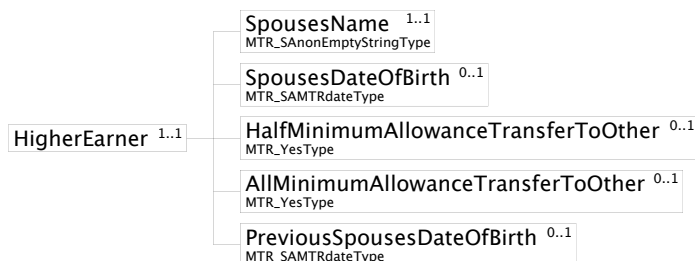 SpousesName 1..1
MTR_SAnonEmptyStringType
SpousesDateOfBirth 0..1
MTR_SAMTRdateType
HigherEarner 1..1
HalfMinimumAllowanceTransferToOther 0..1
MTR_YesType
AllMinimumAllowanceTransferToOther 0..1
MTR_YesType
PreviousSpousesDateOfBirth 0..1
MTR_SAMTRdateType